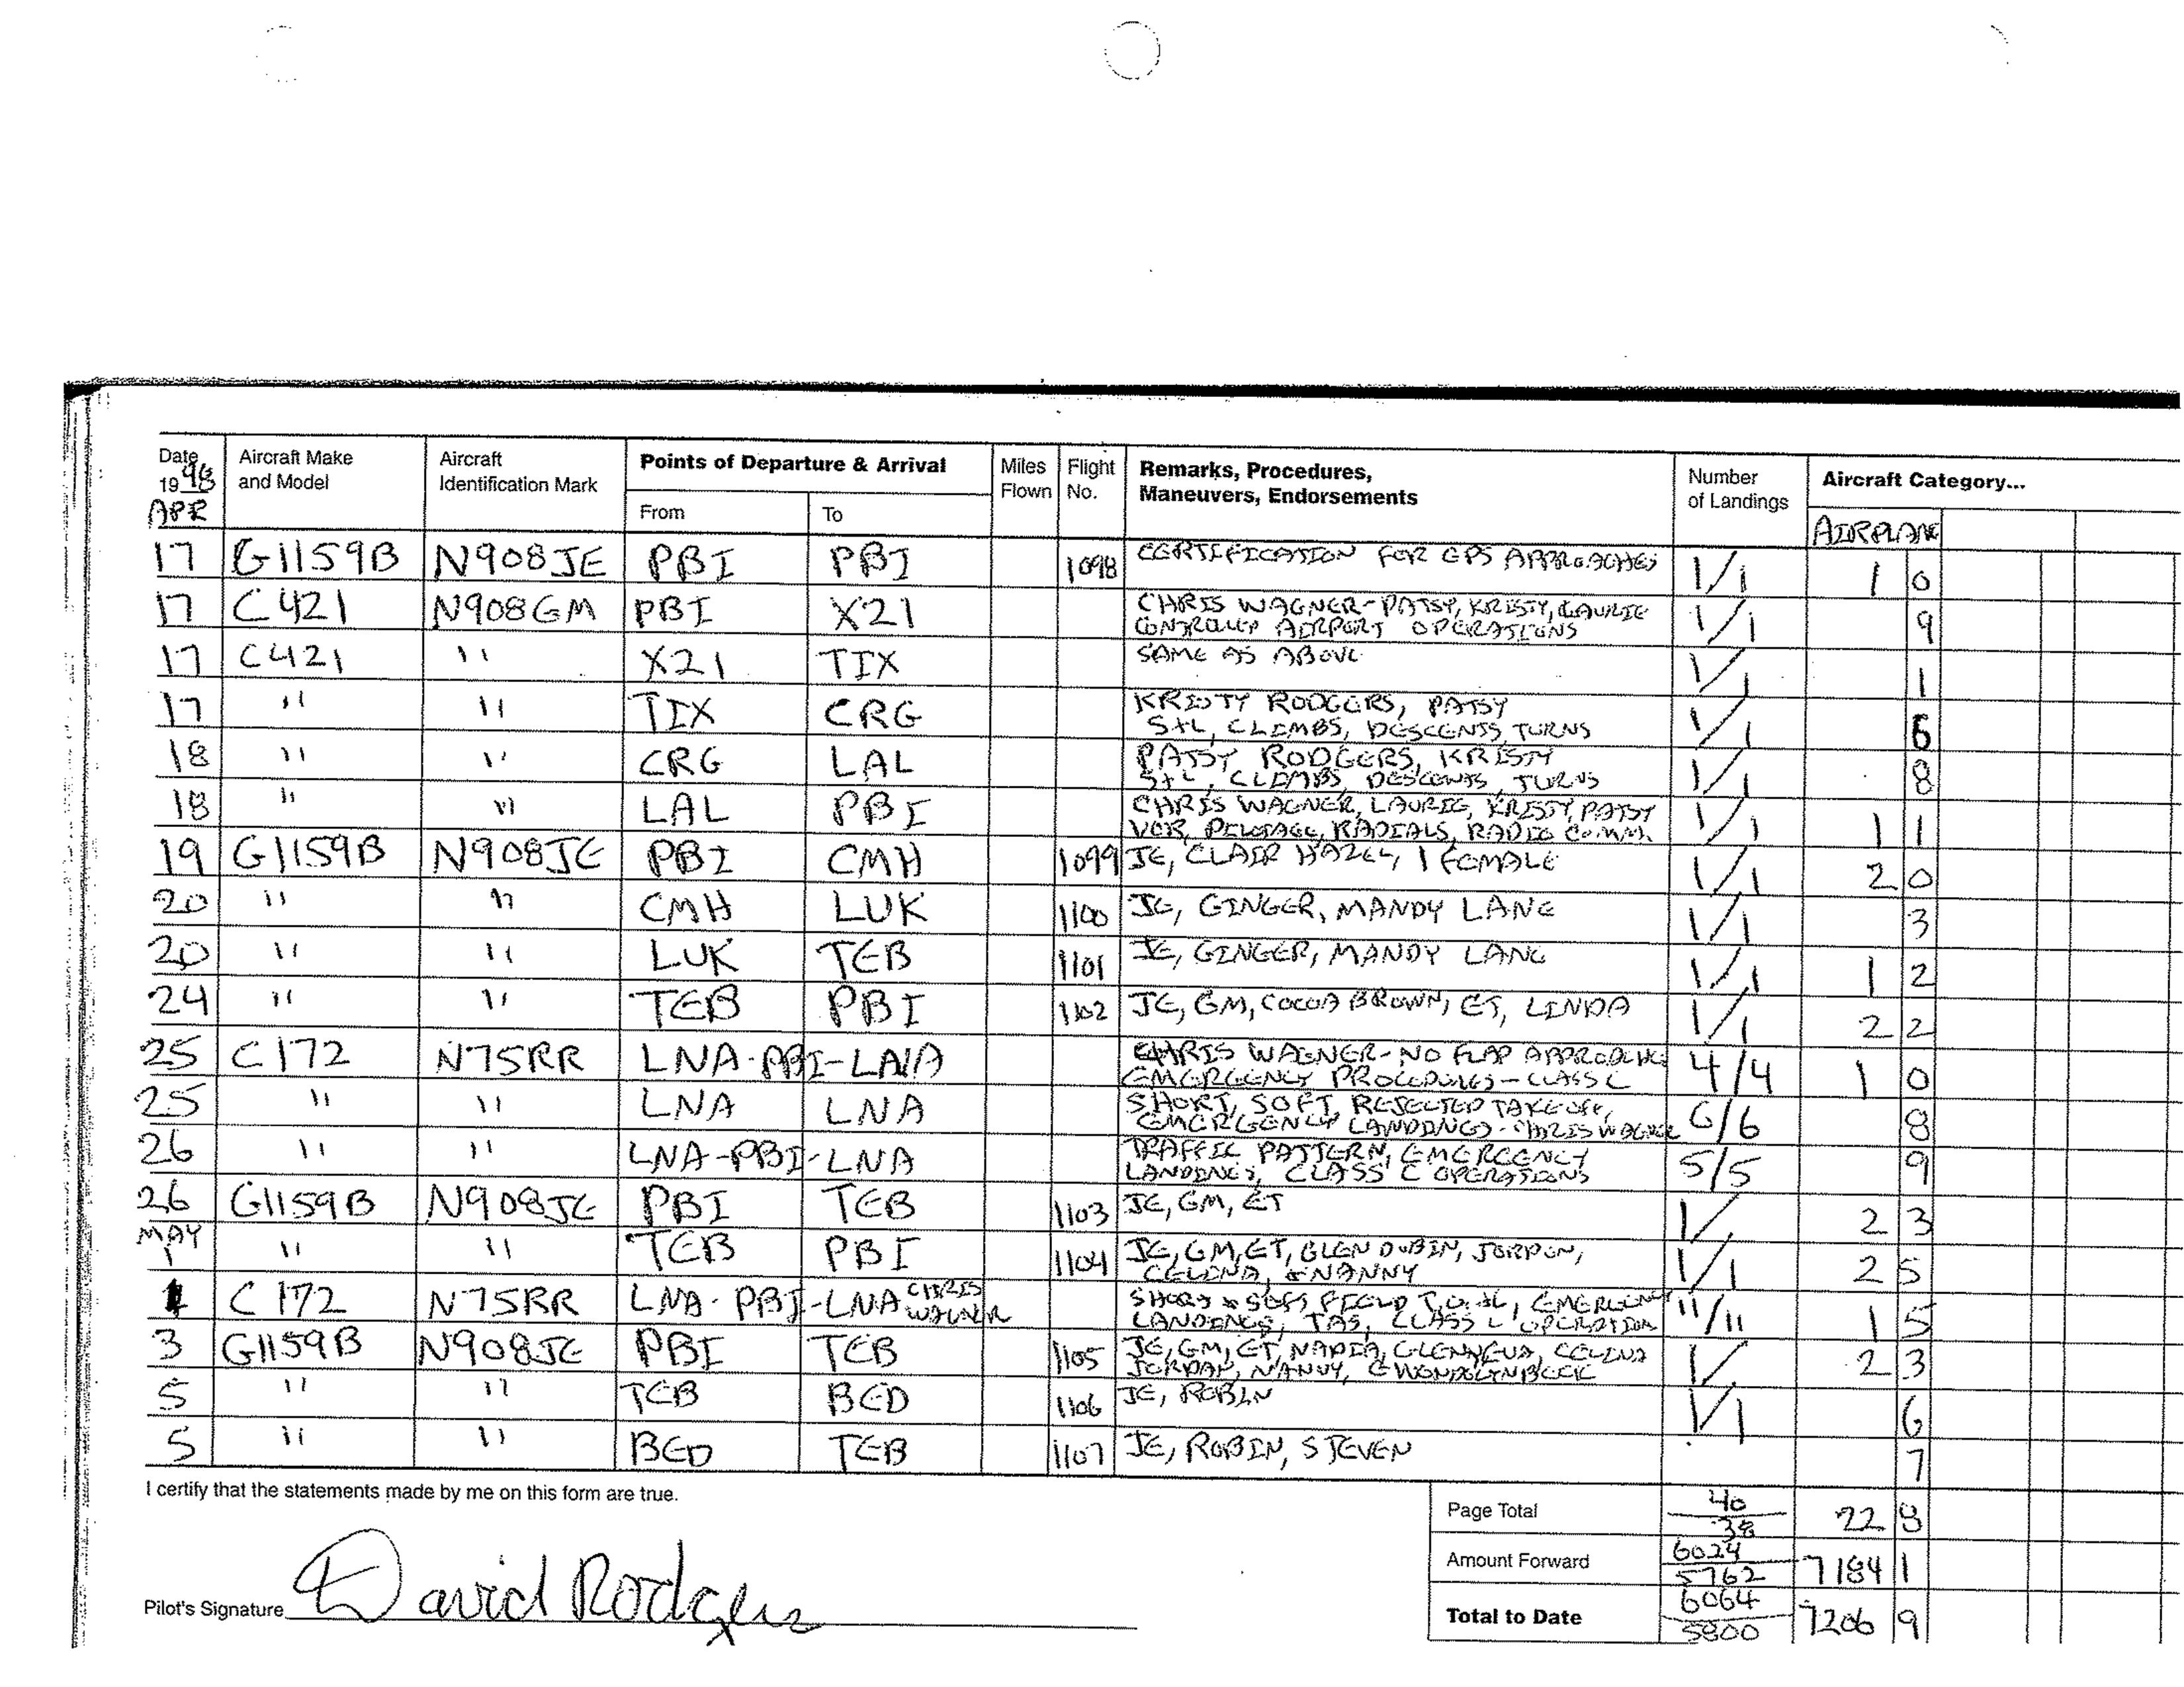 Date Aircraft Make Aircraft Points of Departure & Arrival Miles Flight Remarks, Procedures, Number Aircraft Category...
1998 and Model Identification Mark Flown No. Maneuvers, Endorsements of Landings
APR From To AIRPLANE
17 G1159B N908JE PBI PBI 1098 CERTIFICATION FOR GPS APPROACHES 1/1 1 0
17 C421 N908GM PBI X21 CHRIS WAGNER-PATSY, KRISTY, LAURIE 1/1 9
CONTROLLED AIRPORT OPERATIONS
17 C421 " X21 TIX SAME AS ABOVE 1/1 1
17 " " TIX CRG KRISTY RODGERS, PATSY 1/1 6
S+L, CLIMBS, DESCENTS, TURNS
18 " " CRG LAL PATSY RODGERS, KRISTY 1/1 8
S+L, CLIMBS, DESCENTS, TURNS
18 " " LAL PBI CHRIS WAGNER, LAURIE, KRISTY, PATSY 1/1 1 1
VOR, PILOTAGE, RADIALS, RADIO COMM.
19 G1159B N908JE PBI CMH 1099 JE, CLAIR HAZEL, 1 FEMALE 1/1 2 0
20 " " CMH LUK 1100 JE, GINGER, MANDY LANE 1/1 3
20 " " LUK TEB 1101 JE, GINGER, MANDY LANE 1/1 1 2
24 " " TEB PBI 1102 JE, GM, COCOA BROWN, ET, LINDA 1/1 2 2
25 C172 N75RR LNA-PBI-LNA CHRIS WAGNER-NO FLAP 4/4 1 0
EMERGENCY PROCEDURES-CLASS C
25 " " LNA LNA SHORT, SOFT, REJECTED TAKEOFF, 6/6 8
EMERGENCY LANDINGS-CHRIS WAGNER
26 " " LNA-PBI-LNA TRAFFIC PATTERN, EMERGENCY 5/5 9
LANDINGS, CLASS C OPERATIONS
26 G1159B N908JE PBI TEB 1103 JE, GM, ET 1/ 2 3
MAY
1 " " TEB PBI 1104 JE, GM, ET, GLEN DUBIN, JORDON, 1/1 2 5
CELINA, +NANNY
1 C172 N75RR LNA-PBI-LNA CHRIS WAGNER SHORT & SOFT FIELD T.O. +L, EMERGENCY 11/11 1 5
LANDINGS, TAS, CLASS C OPERATION
3 G1159B N908JE PBI TEB 1105 JE, GM, ET, NADIA, CELINA 1/ 2 3
JORDAN, NANNY,
5 " " TEB BED 1106 JE, ROBIN 1/1 6
5 " " BED TEB 1107 JE, ROBIN, STEVEN 7
I certify that the statements made by me on this form are true.
Page Total 40 38 22 8
Amount Forward 6024 5762 7184 1
Total to Date 6064 5800 7206 9
Pilot's Signature David Rodgers